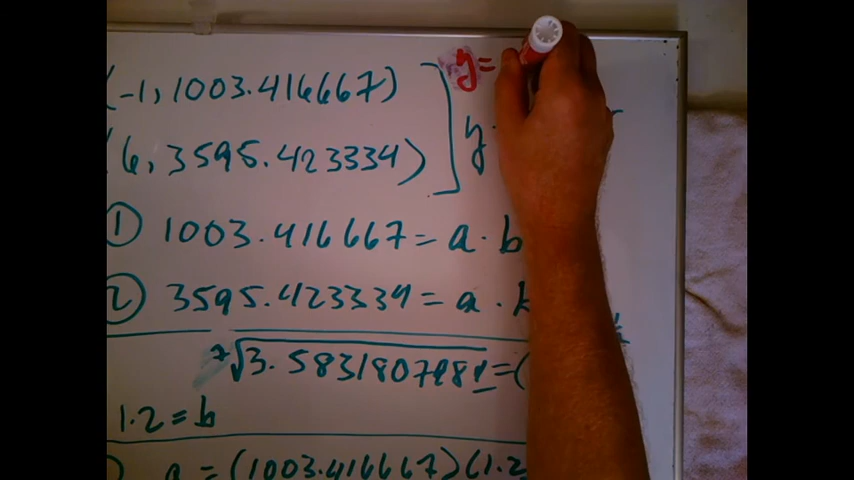 (-1, 1003.416667)
(6, 3595.423334)
y=
y
① 1003.416667 = a · b
② 3595.423334 = a ·
⁷√3.5831807481 = (
1.2 = b
a = (1003.416667)(1.2